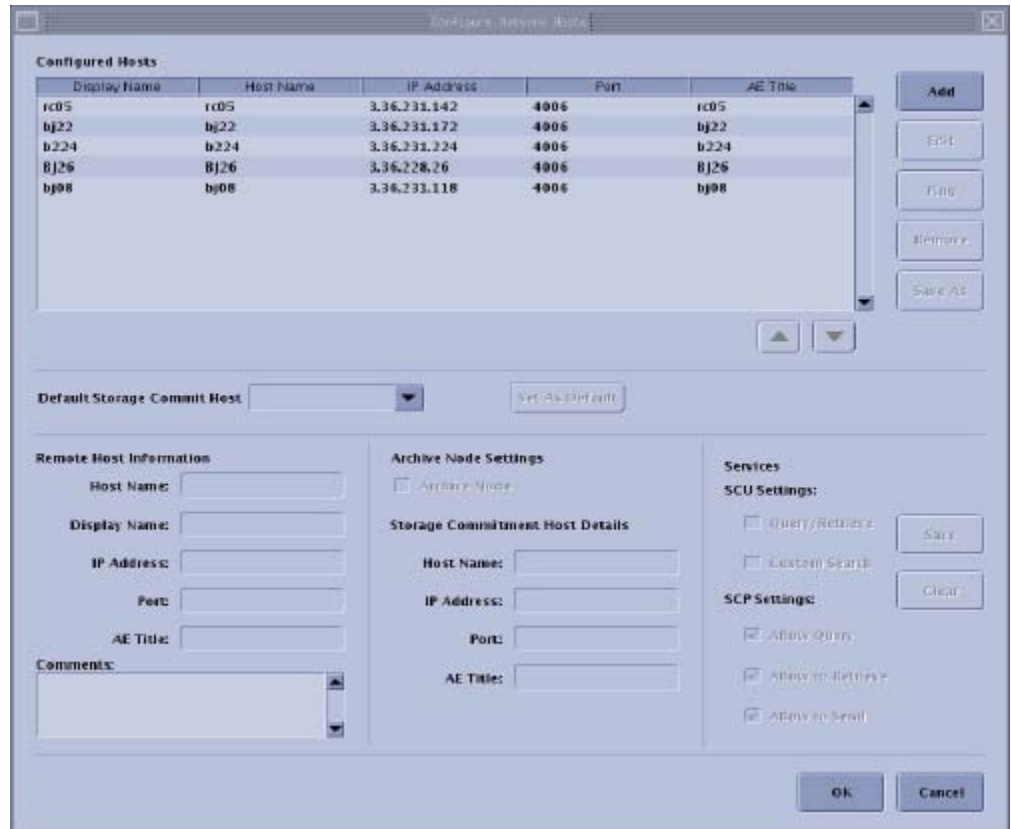 Configure Network Hosts
Configured Hosts
Display Name Host Name IP Address Port AE Title
rc05 rc05 3.36.231.142 4006 rc05
bj22 bj22 3.36.231.172 4006 bj22
b224 b224 3.36.231.224 4006 b224
BJ26 BJ26 3.36.228.26 4006 BJ26
bj08 bj08 3.36.233.118 4006 bj08
Add
Edit
Ping
Remove
Save As
Default Storage Commit Host
Set As Default
Remote Host Information
Host Name:
Display Name:
IP Address:
Port:
AE Title:
Comments:
Archive Node Settings
Archive Node
Storage Commitment Host Details
Host Name:
IP Address:
Port:
AE Title:
Services
SCU Settings:
Query/Retrieve
Custom Search
SCP Settings:
Allow Query
Allow to Retrieve
Allow to Send
Save
Clear
OK
Cancel